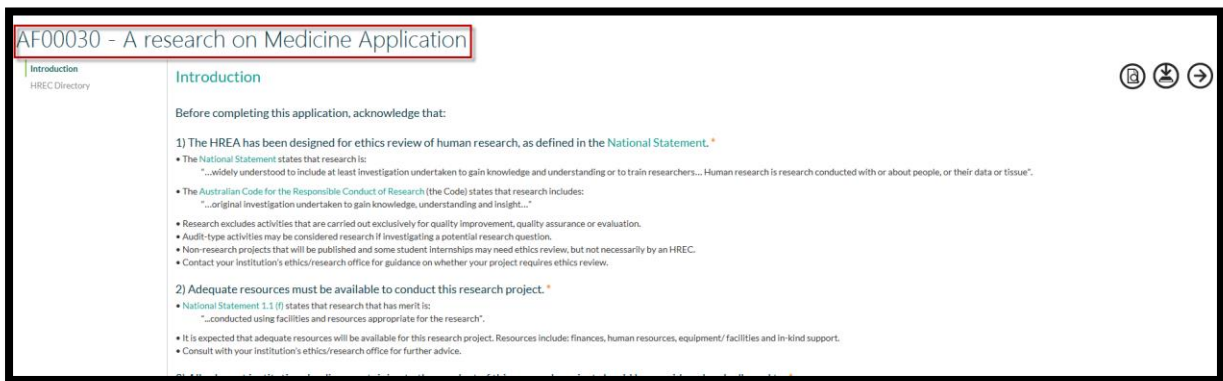 AF00030 - A research on Medicine Application
Introduction
HREC Directory
Introduction
Before completing this application, acknowledge that:
1) The HREA has been designed for ethics review of human research, as defined in the National Statement. *
• The National Statement states that research is:
"...widely understood to include at least investigation undertaken to gain knowledge and understanding or to train researchers... Human research is research conducted with or about people, or their data or tissue".
• The Australian Code for the Responsible Conduct of Research (the Code) states that research includes:
"...original investigation undertaken to gain knowledge, understanding and insight..."
• Research excludes activities that are carried out exclusively for quality improvement, quality assurance or evaluation.
• Audit-type activities may be considered research if investigating a potential research question.
• Non-research projects that will be published and some student internships may need ethics review, but not necessarily by an HREC.
• Contact your institution's ethics/research office for guidance on whether your project requires ethics review.
2) Adequate resources must be available to conduct this research project. *
• National Statement 1.1 (f) states that research that has merit is:
"...conducted using facilities and resources appropriate for the research".
• It is expected that adequate resources will be available for this research project. Resources include: finances, human resources, equipment/ facilities and in-kind support.
• Consult with your institution's ethics/research office for further advice.